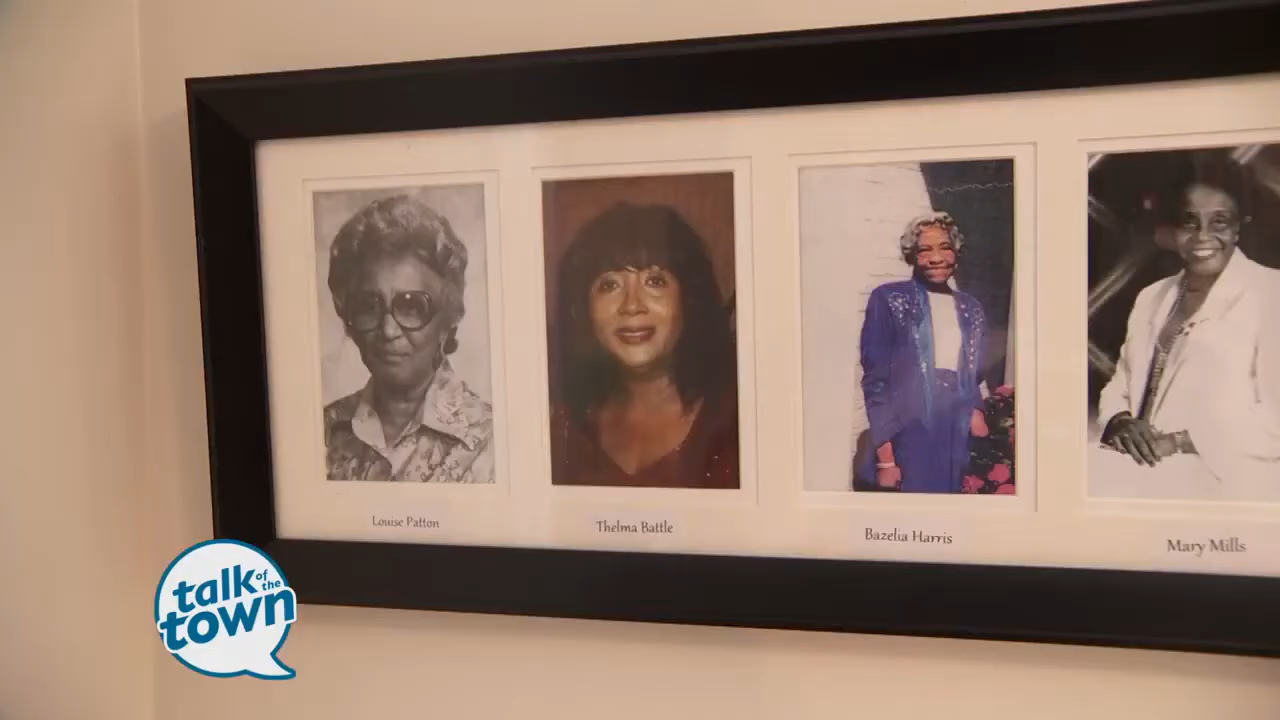 Louise Patton
Thelma Battle
Bazelia Harris
Mary Mills
talk of the
town